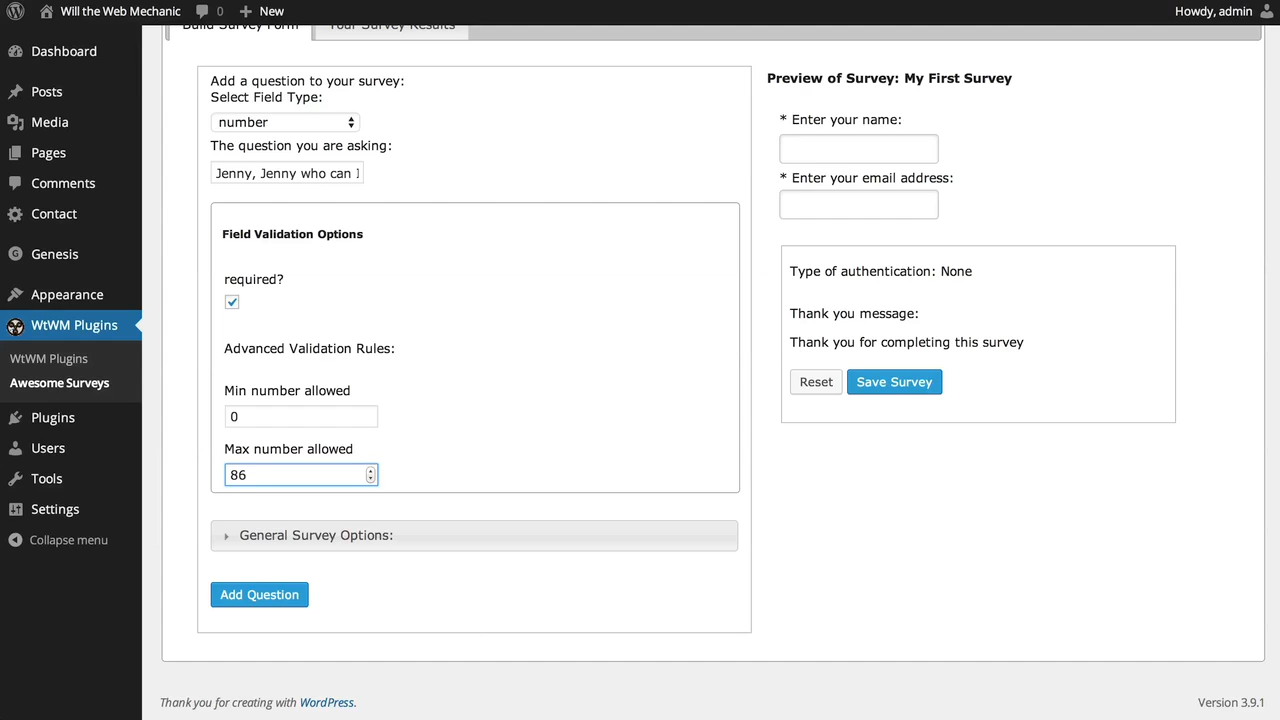 Will the Web Mechanic 0 New Howdy, admin
Build Survey Form Your Survey Results
Dashboard
Posts
Media
Pages
Comments
Contact
Genesis
Appearance
WtWM Plugins
WtWM Plugins
Awesome Surveys
Plugins
Users
Tools
Settings
Collapse menu
Add a question to your survey:
Select Field Type:
number
The question you are asking:
Jenny, Jenny who can I
Field Validation Options
required?
Advanced Validation Rules:
Min number allowed
0
Max number allowed
86
General Survey Options:
Add Question
Preview of Survey: My First Survey
* Enter your name:
* Enter your email address:
Type of authentication: None
Thank you message:
Thank you for completing this survey
Reset Save Survey
Thank you for creating with WordPress. Version 3.9.1